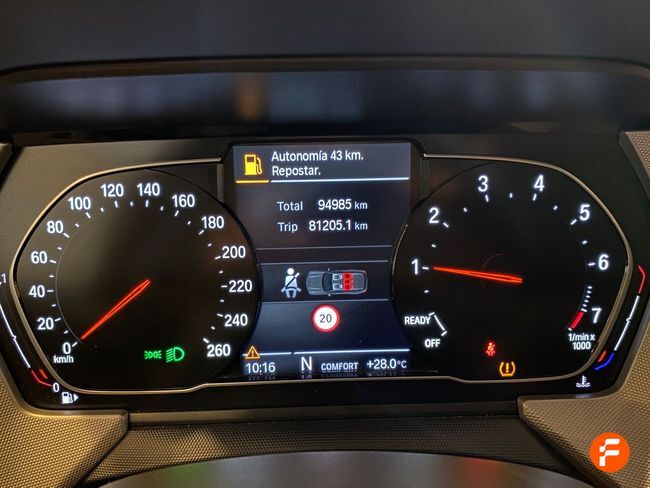 Autonomía 43 km.
Repostar.
Total 94985 km
Trip 81205.1 km
20
10:16 N COMFORT +28.0°C
0
20
40
60
80
100
120
140
160
180
200
220
240
260
km/h
READY
OFF
1
2
3
4
5
6
7
1/min x
1000
1
0